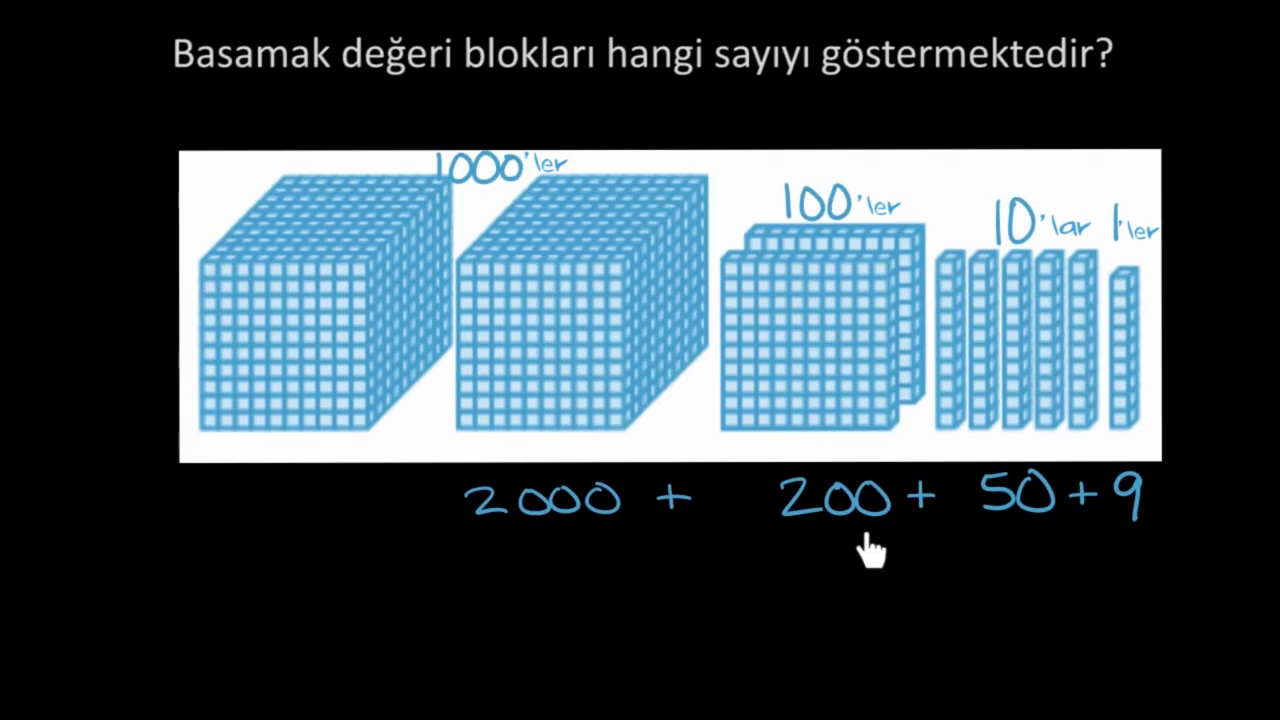 Basamak değeri blokları hangi sayıyı göstermektedir?
1000'ler 100'ler 10'lar 1'ler
2000 + 200 + 50 + 9